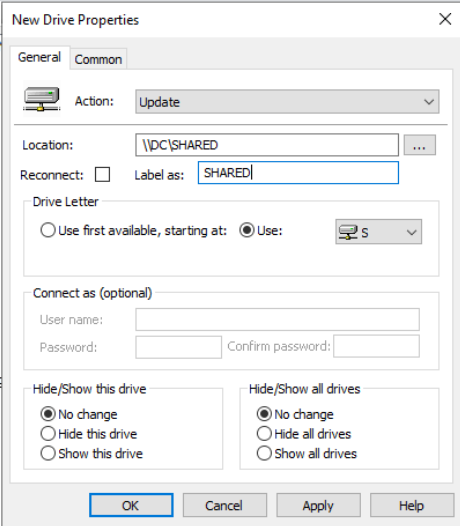 New Drive Properties
General Common
Action: Update
Location: \\DC\SHARED ...
Reconnect: Label as: SHARED
Drive Letter
Use first available, starting at: Use: S
Connect as (optional)
User name:
Password: Confirm password:
Hide/Show this drive Hide/Show all drives
No change No change
Hide this drive Hide all drives
Show this drive Show all drives
OK Cancel Apply Help